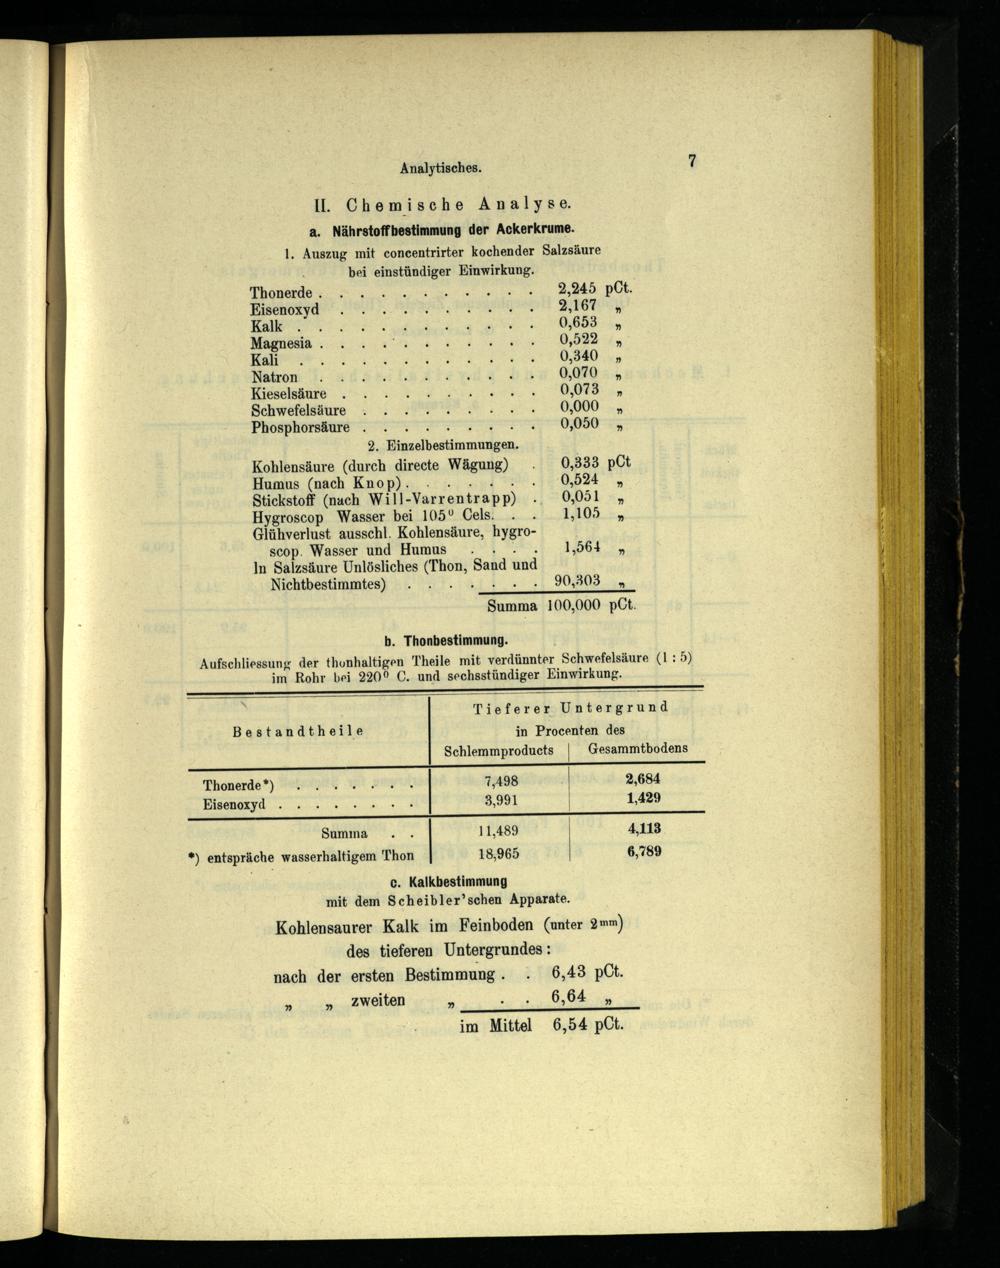 Analytisches.
7
II. Chemische Analyse.
a. Nährstoffbestimmung der Ackerkrume.
1. Auszug mit concentrirter kochender Salzsäure
bei einstündiger Einwirkung.
Thonerde . . . . . . . . . . . 2,245 pCt.
Eisenoxyd . . . . . . . . . . 2,167 „
Kalk . . . . . . . . . . . . 0,653 „
Magnesia . . . . . . . . . . . 0,522 „
Kali . . . . . . . . . . . . 0,340 „
Natron . . . . . . . . . . . 0,070 „
Kieselsäure . . . . . . . . . . 0,073 „
Schwefelsäure . . . . . . . . . 0,000 „
Phosphorsäure . . . . . . . . . 0,050 „
2. Einzelbestimmungen.
Kohlensäure (durch directe Wägung) . 0,333 pCt
Humus (nach Knop) . . . . . . . 0,524 „
Stickstoff (nach Will-Varrentrapp) . 0,051 „
Hygroscop Wasser bei 105⁰ Cels. . . 1,105 „
Glühverlust ausschl. Kohlensäure, hygro-
scop. Wasser und Humus . . . . 1,564 „
In Salzsäure Unlösliches (Thon, Sand und
Nichtbestimmtes) . . . . . . . 90,303 „
Summa 100,000 pCt.
b. Thonbestimmung.
Aufschliessung der thonhaltigen Theile mit verdünnter Schwefelsäure (1 : 5)
im Rohr bei 220⁰ C. und sechsstündiger Einwirkung.
Bestandtheile
Tieferer Untergrund
in Procenten des
Schlemmproducts | Gesammtbodens
Thonerde*) . . . . . . . 7,498 2,684
Eisenoxyd . . . . . . . . 3,991 1,429
Summa . . 11,489 4,113
*) entspräche wasserhaltigem Thon 18,965 6,789
c. Kalkbestimmung
mit dem Scheibler'schen Apparate.
Kohlensaurer Kalk im Feinboden (unter 2mm)
des tieferen Untergrundes:
nach der ersten Bestimmung . . 6,43 pCt.
„ „ zweiten „ . . 6,64 „
im Mittel 6,54 pCt.